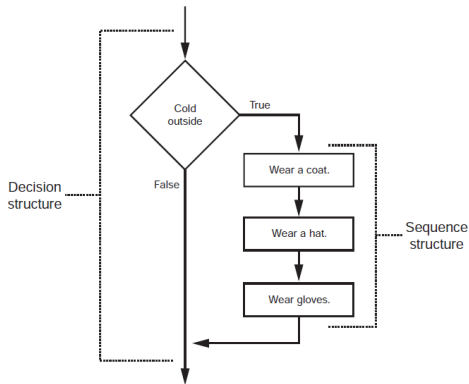 Cold
outside
True
Wear a coat.
False
Decision
structure
Wear a hat.
Sequence
structure
Wear gloves.